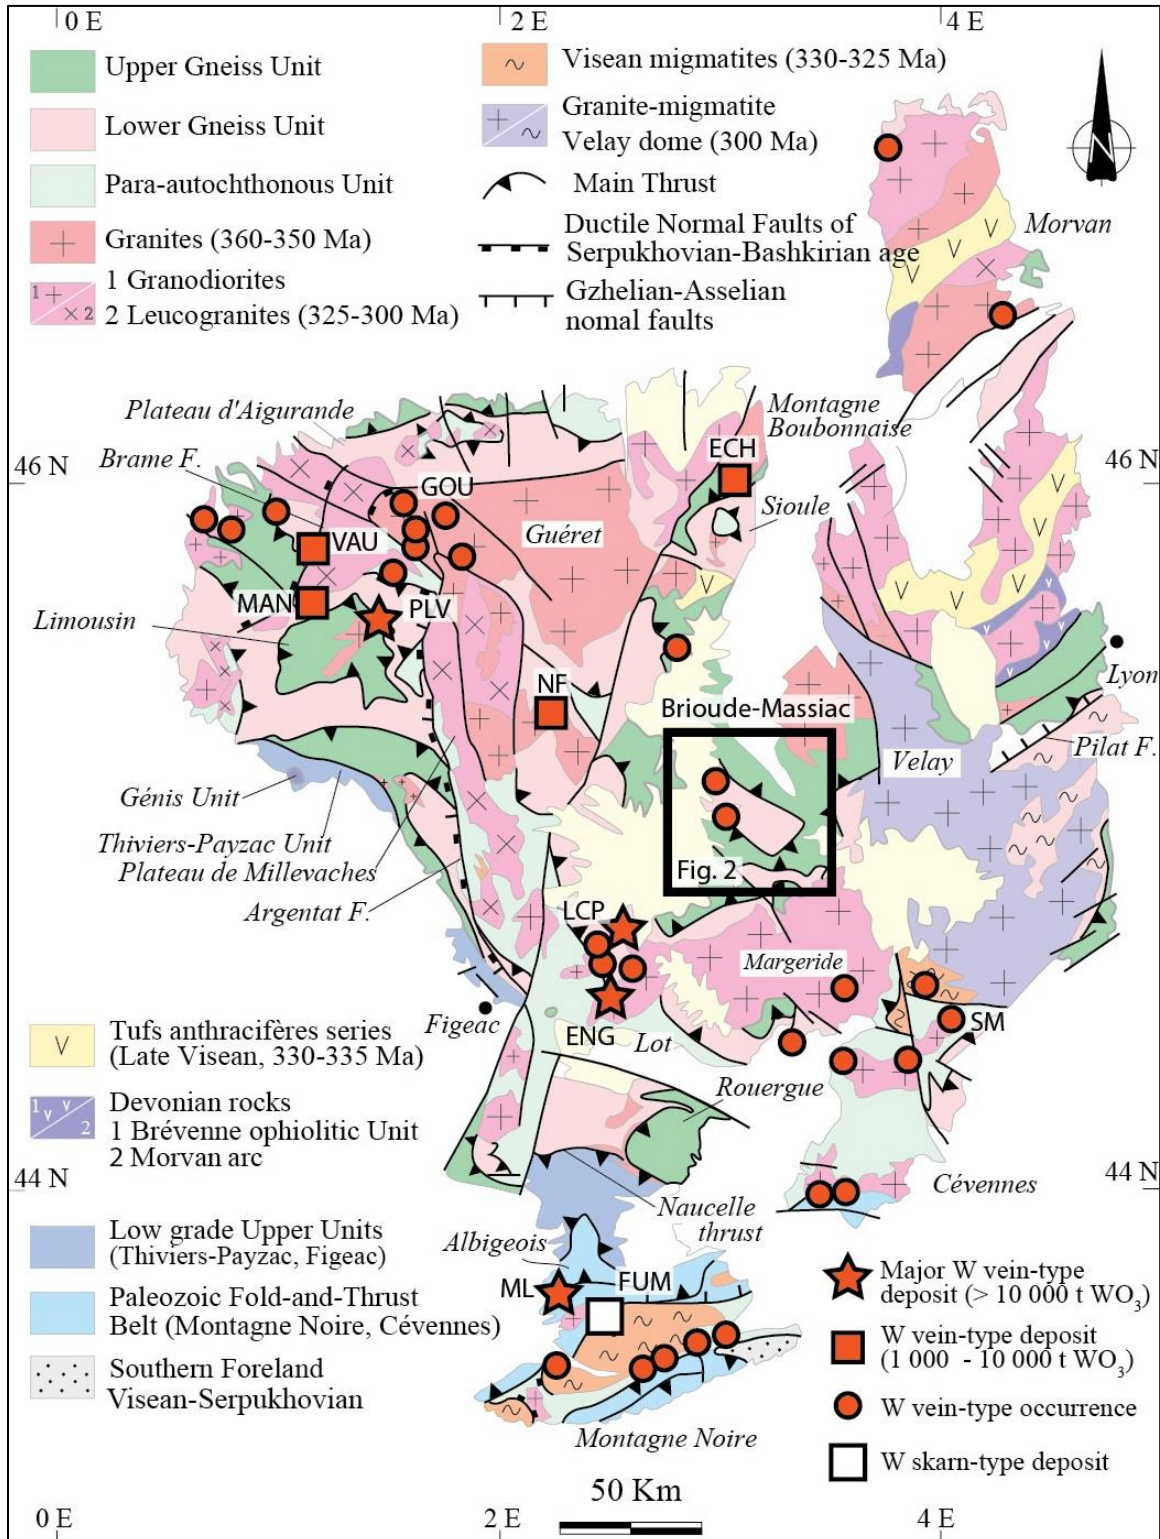 0 E
2 E
4 E
Upper Gneiss Unit
Lower Gneiss Unit
Para-autochthonous Unit
Granites (360-350 Ma)
1 +
x 2
1 Granodiorites
2 Leucogranites (325-300 Ma)
Visean migmatites (330-325 Ma)
Granite-migmatite
Velay dome (300 Ma)
Main Thrust
Ductile Normal Faults of
Serpukhovian-Bashkirian age
Gzhelian-Asselian
nomal faults
N
Morvan
Plateau d'Aigurande
Montagne
Boubonnaise
46 N
Brame F.
ECH
46 N
GOU
Sioule
Guéret
VAU
MAN
PLV
Limousin
Lyon
NF
Brioude-Massiac
Pilat F.
Velay
Génis Unit
Thiviers-Payzac Unit
Plateau de Millevaches
Fig. 2
Argentat F.
LCP
Margeride
Figeac
ENG
Lot
SM
Rouergue
Tufs anthracifères series
(Late Visean, 330-335 Ma)
1 v v
2
Devonian rocks
1 Brévenne ophiolitic Unit
2 Morvan arc
44 N
44 N
Cévennes
Naucelle
thrust
Low grade Upper Units
(Thiviers-Payzac, Figeac)
Albigeois
ML
FUM
Paleozoic Fold-and-Thrust
Belt (Montagne Noire, Cévennes)
Southern Foreland
Visean-Serpukhovian
Montagne Noire
Major W vein-type
deposit (> 10 000 t WO3)
W vein-type deposit
(1 000 - 10 000 t WO3)
W vein-type occurrence
W skarn-type deposit
50 Km
0 E
2 E
4 E